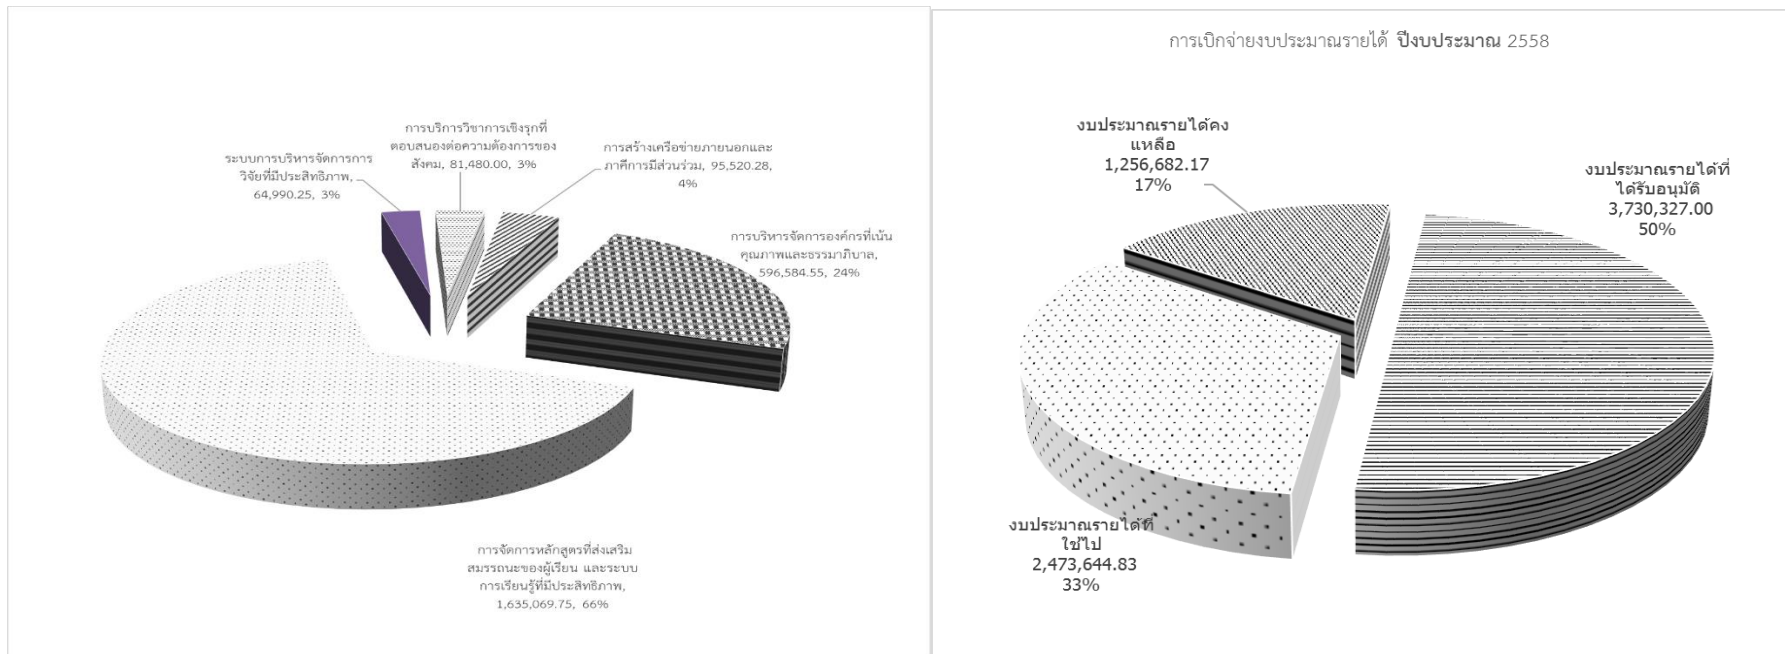 การบริการวิชาการเชิงรุกที่
ตอบสนองต่อความต้องการของ
สังคม, 81,480.00, 3%
ระบบการบริหารจัดการการ
วิจัยที่มีประสิทธิภาพ,
64,990.25, 3%
การสร้างเครือข่ายภายนอกและ
ภาคีการมีส่วนร่วม, 95,520.28,
4%
การบริหารจัดการองค์กรที่เน้น
คุณภาพและธรรมาภิบาล,
596,584.55, 24%
การจัดการหลักสูตรที่ส่งเสริม
สมรรถนะของผู้เรียน และระบบ
การเรียนรู้ที่มีประสิทธิภาพ,
1,635,069.75, 66%
การเบิกจ่ายงบประมาณรายได้ ปีงบประมาณ 2558
งบประมาณรายได้คง
เหลือ
1,256,682.17
17%
งบประมาณรายได้ที่
ได้รับอนุมัติ
3,730,327.00
50%
งบประมาณรายได้ที่
ใช้ไป
2,473,644.83
33%